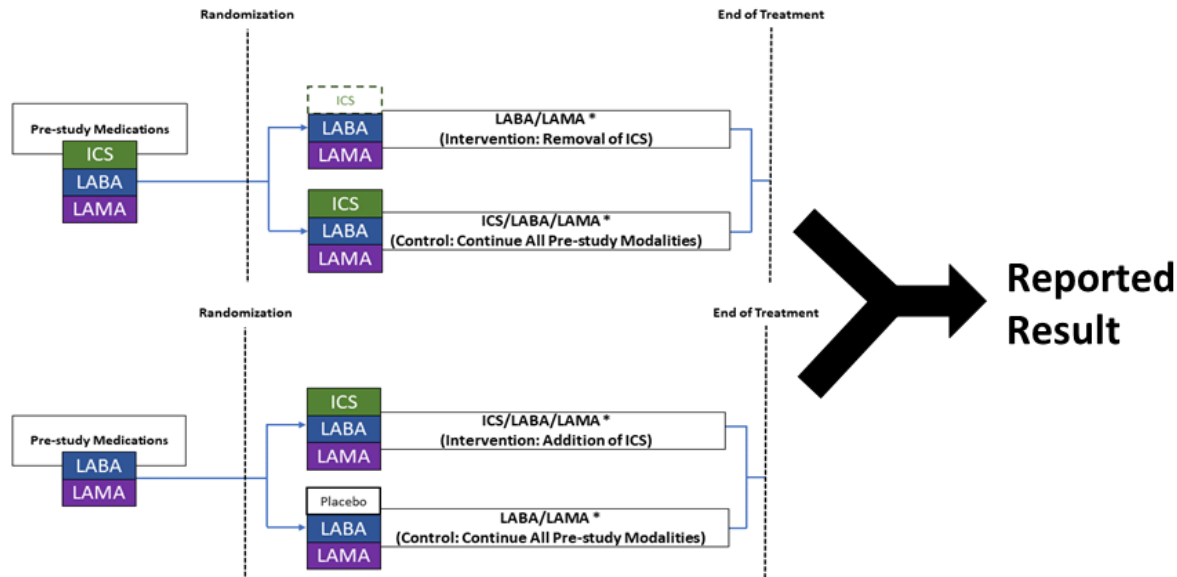 Randomization
End of Treatment
Pre-study Medications
ICS
LABA
LAMA
ICS
LABA
LAMA
LABA/LAMA *
(Intervention: Removal of ICS)
ICS
LABA
LAMA
ICS/LABA/LAMA *
(Control: Continue All Pre-study Modalities)
Reported
Result
Randomization
End of Treatment
Pre-study Medications
LABA
LAMA
ICS
LABA
LAMA
ICS/LABA/LAMA *
(Intervention: Addition of ICS)
Placebo
LABA
LAMA
LABA/LAMA *
(Control: Continue All Pre-study Modalities)